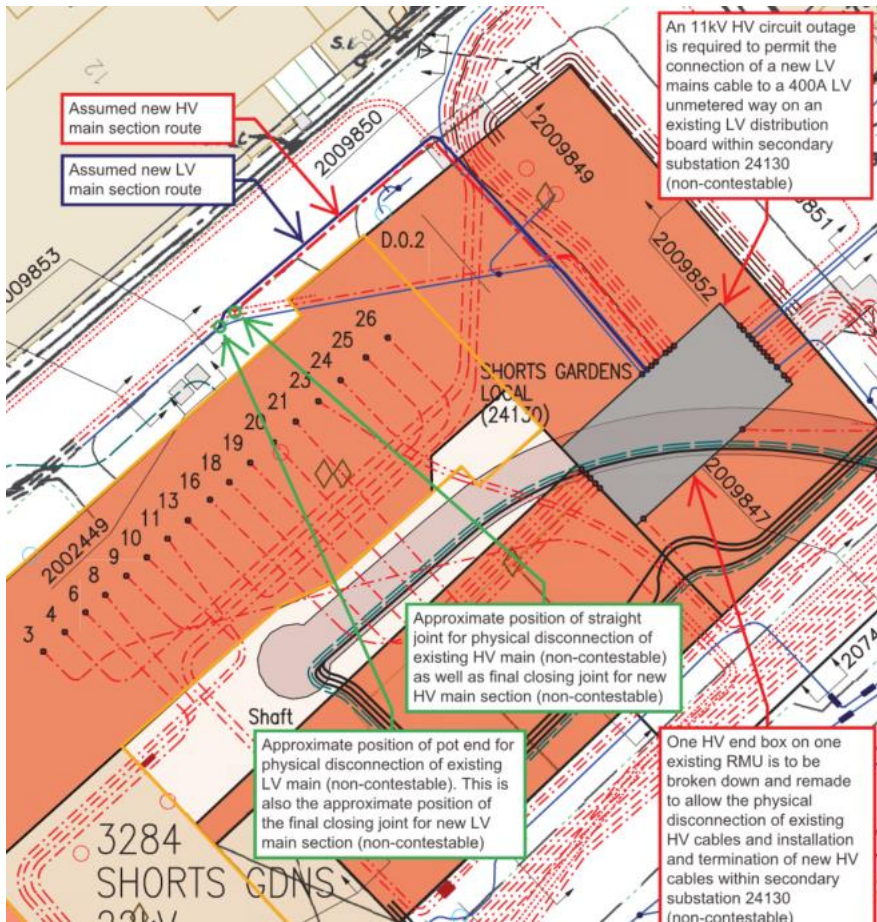 An 11kV HV circuit outage
is required to permit the
connection of a new LV
mains cable to a 400A LV
unmetered way on an
existing LV distribution
board within secondary
substation 24130
(non-contestable)
Assumed new HV
main section route
Assumed new LV
main section route
12
S.L
2009850
2009849
2009852
D.0.2
26
25
24
23
21
20
19
18
16
13
11
10
9
8
6
4
3
SHORTS GARDENS
LOCAL
(24130)
2009847
2002449
Approximate position of straight
joint for physical disconnection of
existing HV main (non-contestable)
as well as final closing joint for new
HV main section (non-contestable)
Shaft
Approximate position of pot end for
physical disconnection of existing
LV main (non-contestable). This is
also the approximate position of
the final closing joint for new LV
main section (non-contestable)
One HV end box on one
existing RMU is to be
broken down and remade
to allow the physical
disconnection of existing
HV cables and installation
and termination of new HV
cables within secondary
substation 24130
(non-contestable)
3284
SHORTS GDNS